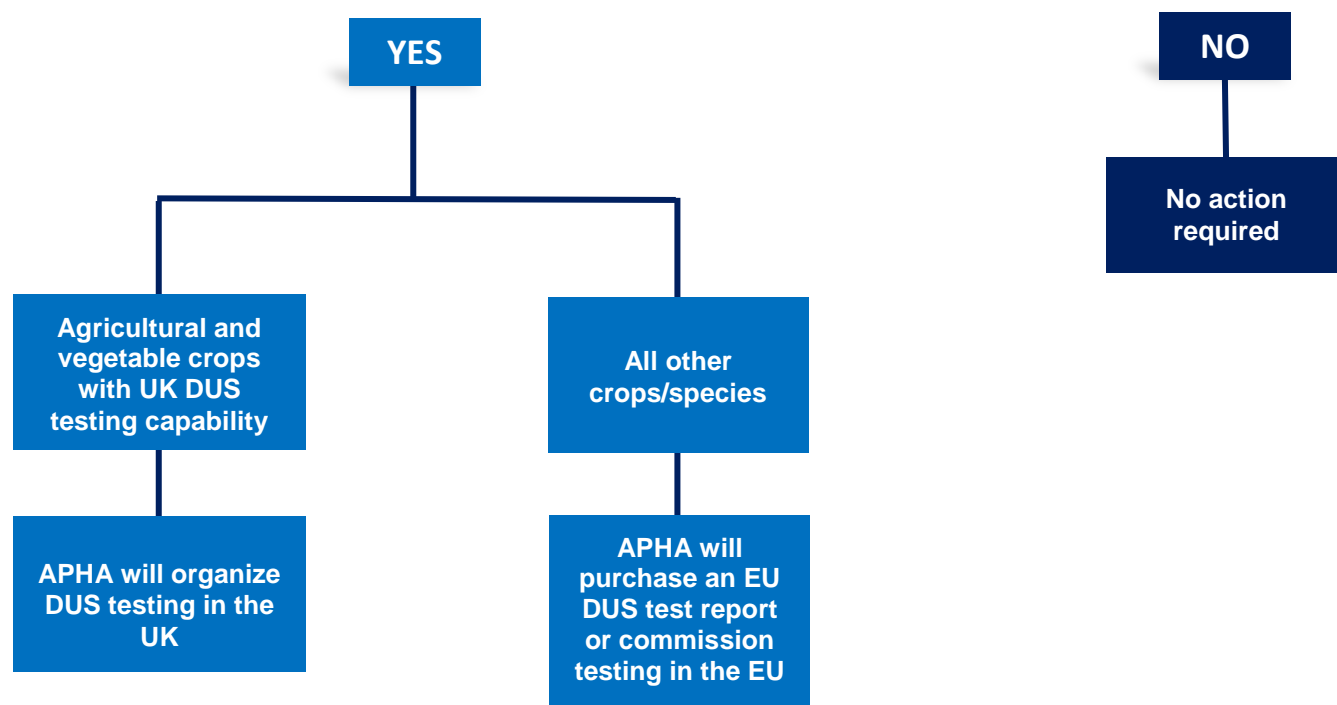 YES
NO
No action
required
Agricultural and
vegetable crops
with UK DUS
testing capability
All other
crops/species
APHA will organize
DUS testing in the
UK
APHA will
purchase an EU
DUS test report
or commission
testing in the EU